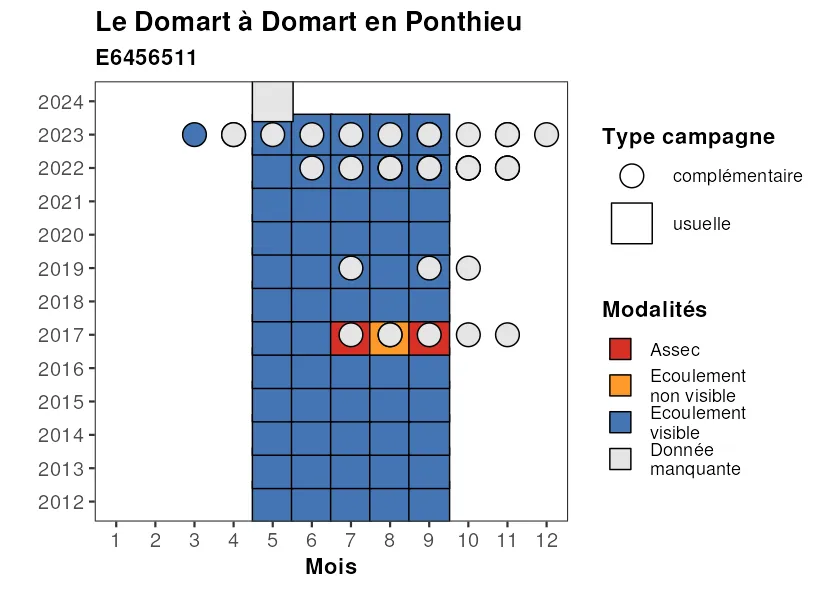 Le Domart à Domart en Ponthieu
E6456511
2024
2023
2022
2021
2020
2019
2018
2017
2016
2015
2014
2013
2012
1 2 3 4 5 6 7 8 9 10 11 12
Mois
Type campagne
complémentaire
usuelle
Modalités
Assec
Ecoulement
non visible
Ecoulement
visible
Donnée
manquante